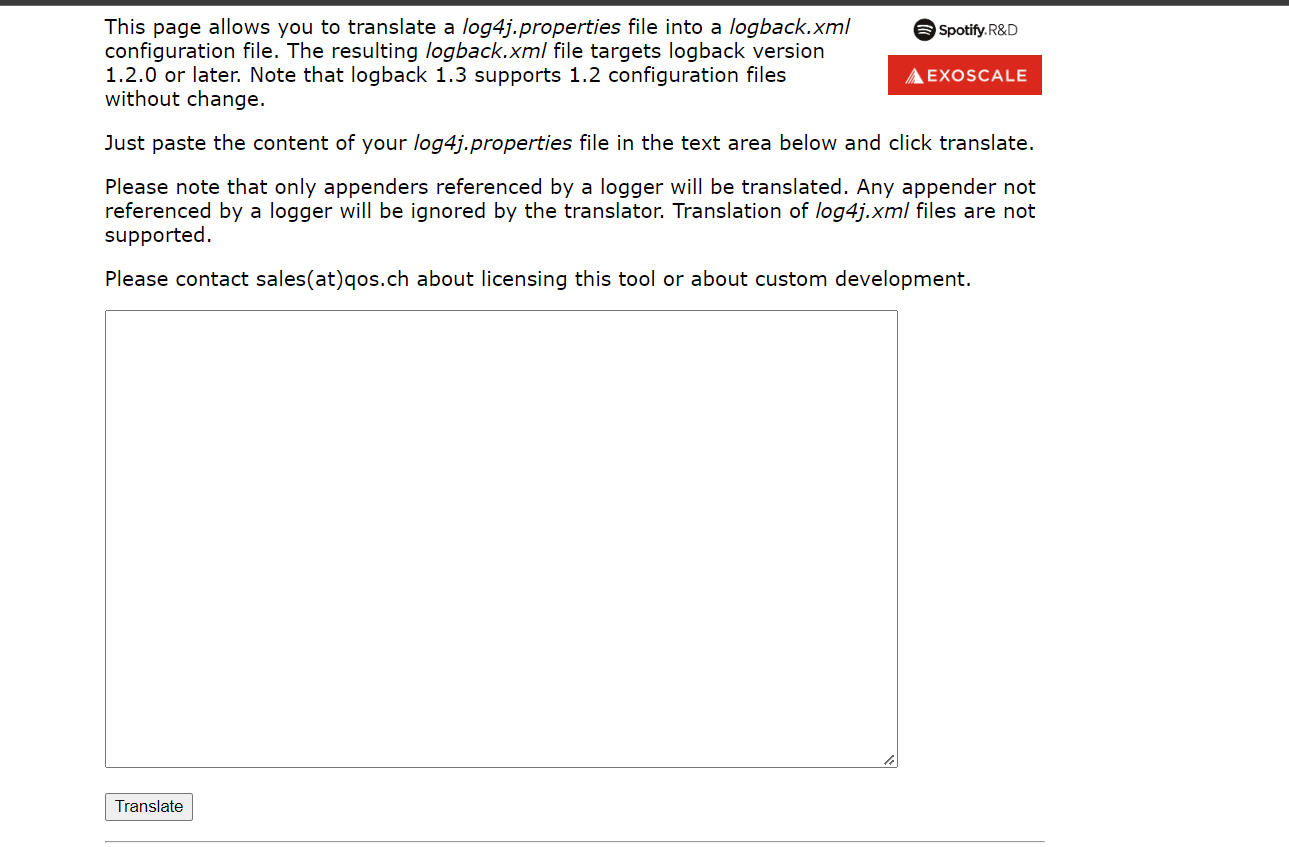 This page allows you to translate a log4j.properties file into a logback.xml
configuration file. The resulting logback.xml file targets logback version
1.2.0 or later. Note that logback 1.3 supports 1.2 configuration files
without change.
Spotify.R&D
EXOSCALE
Just paste the content of your log4j.properties file in the text area below and click translate.
Please note that only appenders referenced by a logger will be translated. Any appender not
referenced by a logger will be ignored by the translator. Translation of log4j.xml files are not
supported.
Please contact sales(at)qos.ch about licensing this tool or about custom development.
Translate